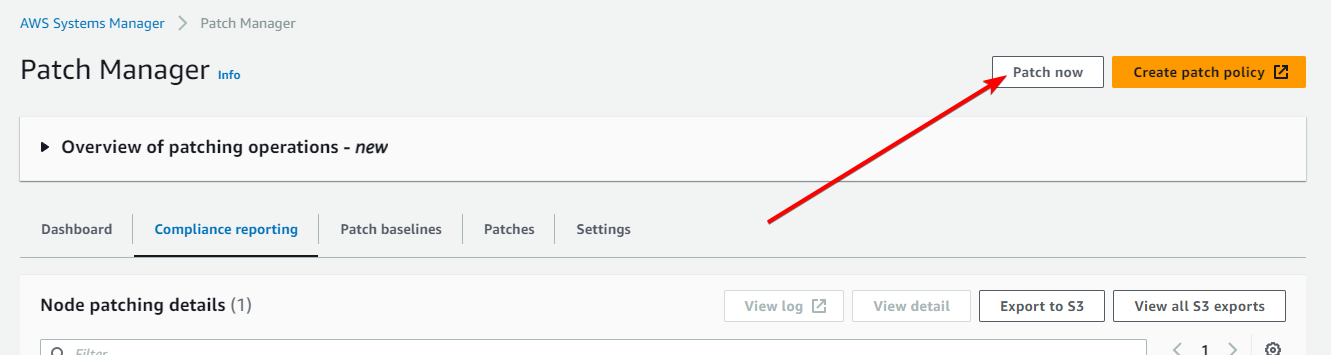 AWS Systems Manager > Patch Manager
Patch Manager Info
Patch now Create patch policy
Overview of patching operations - new
Dashboard Compliance reporting Patch baselines Patches Settings
Node patching details (1) View log View detail Export to S3 View all S3 exports
Filter 1